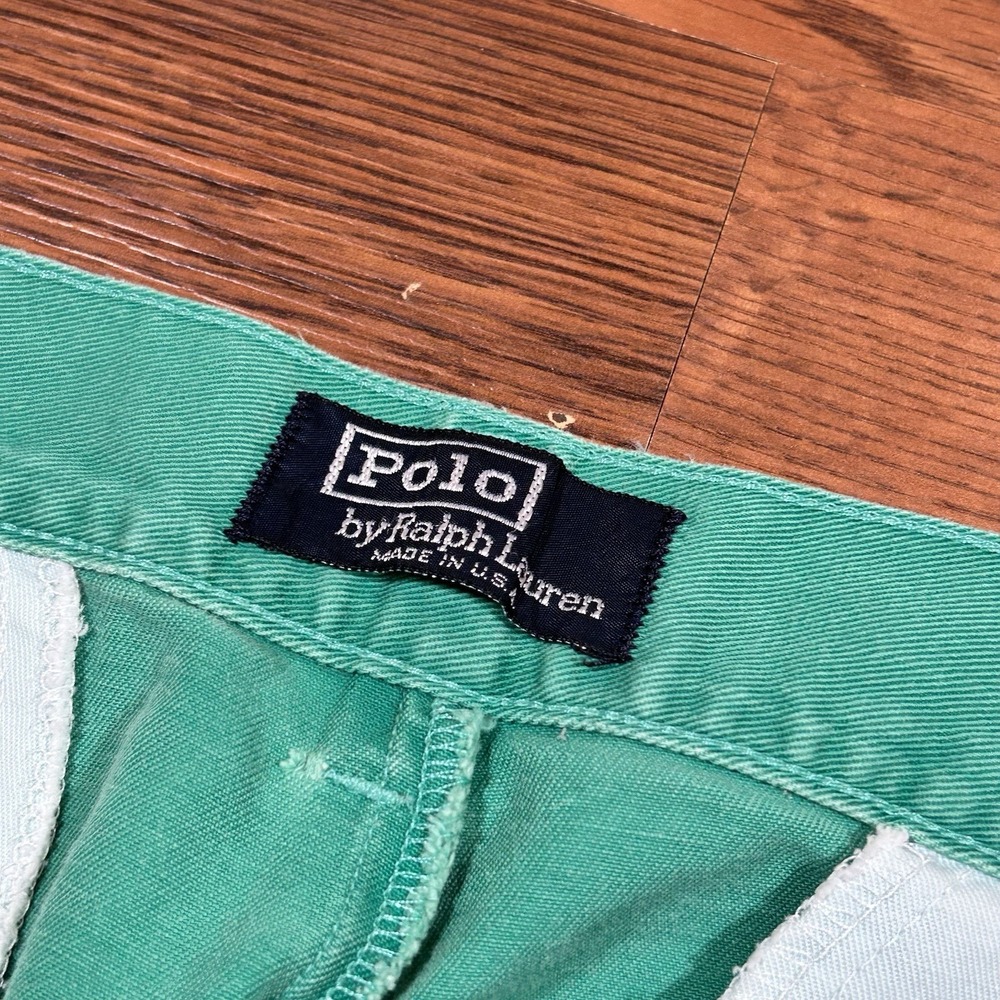 Polo
by Ralph Lauren
MADE IN U.S.